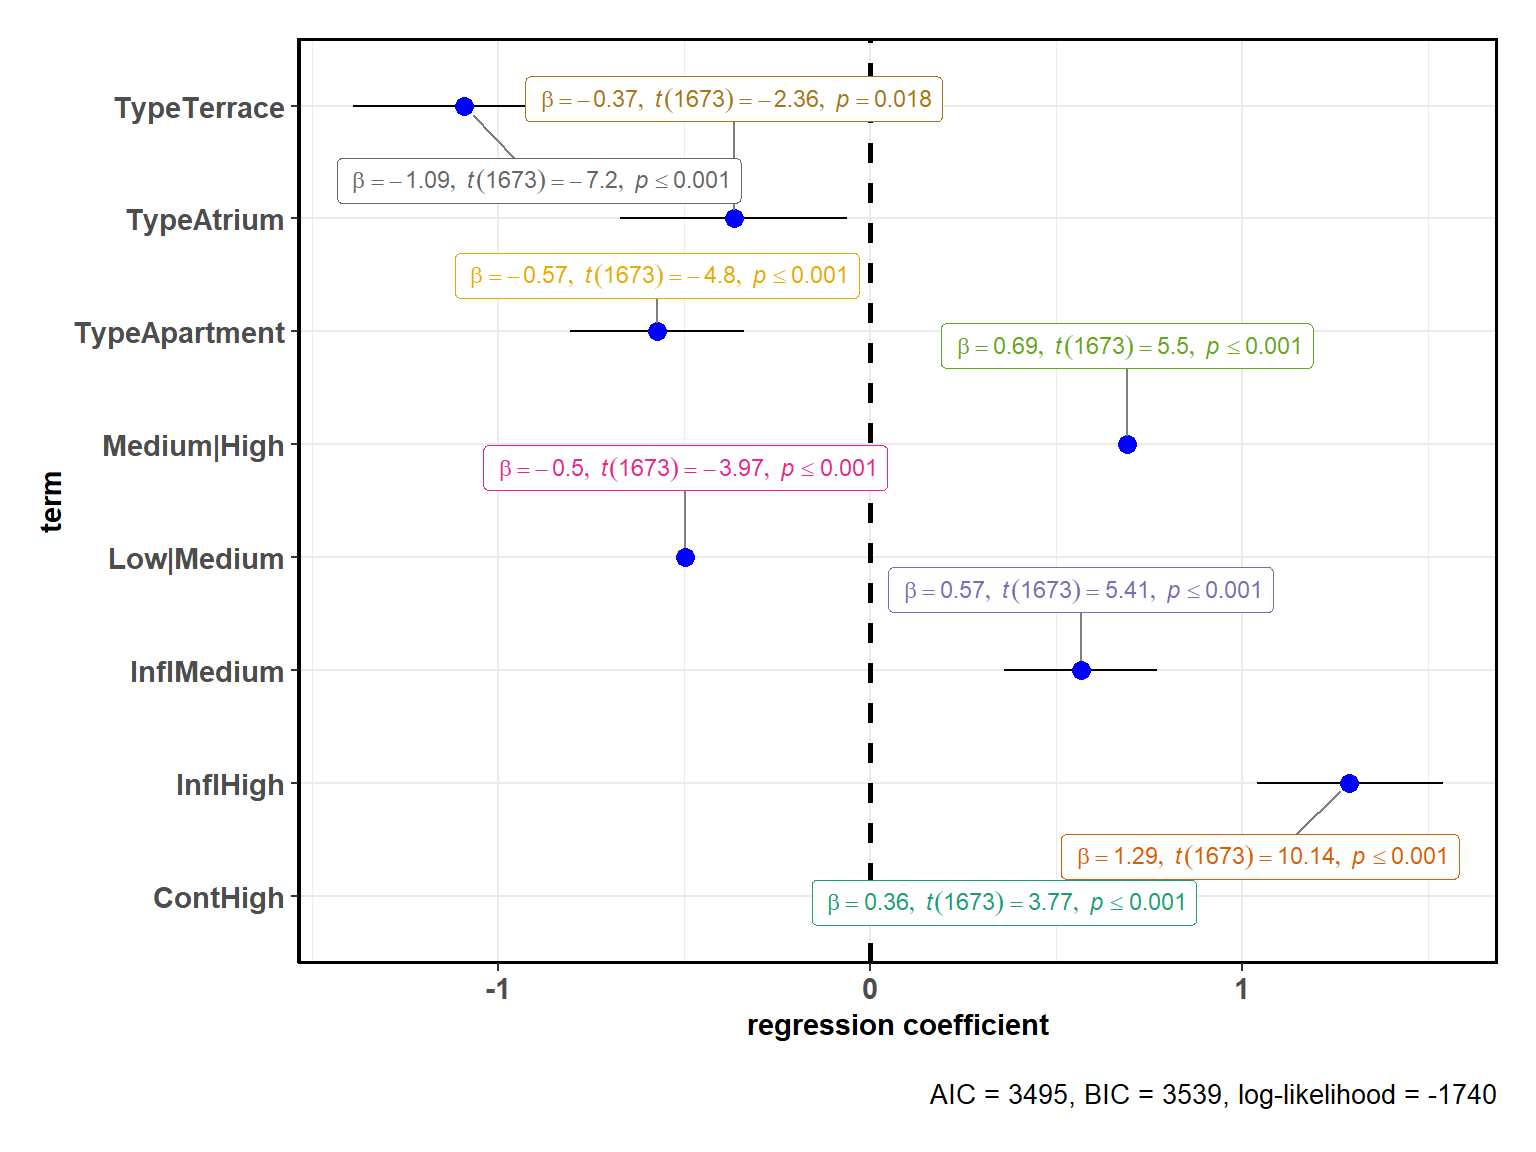 TypeTerrace
β = −0.37, t(1673) = −2.36, p = 0.018
β = −1.09, t(1673) = −7.2, p ≤ 0.001
TypeAtrium
β = −0.57, t(1673) = −4.8, p ≤ 0.001
TypeApartment
β = 0.69, t(1673) = 5.5, p ≤ 0.001
Medium|High
β = −0.5, t(1673) = −3.97, p ≤ 0.001
term
Low|Medium
β = 0.57, t(1673) = 5.41, p ≤ 0.001
InflMedium
InflHigh
β = 1.29, t(1673) = 10.14, p ≤ 0.001
ContHigh
β = 0.36, t(1673) = 3.77, p ≤ 0.001
-1 0 1
regression coefficient
AIC = 3495, BIC = 3539, log-likelihood = -1740